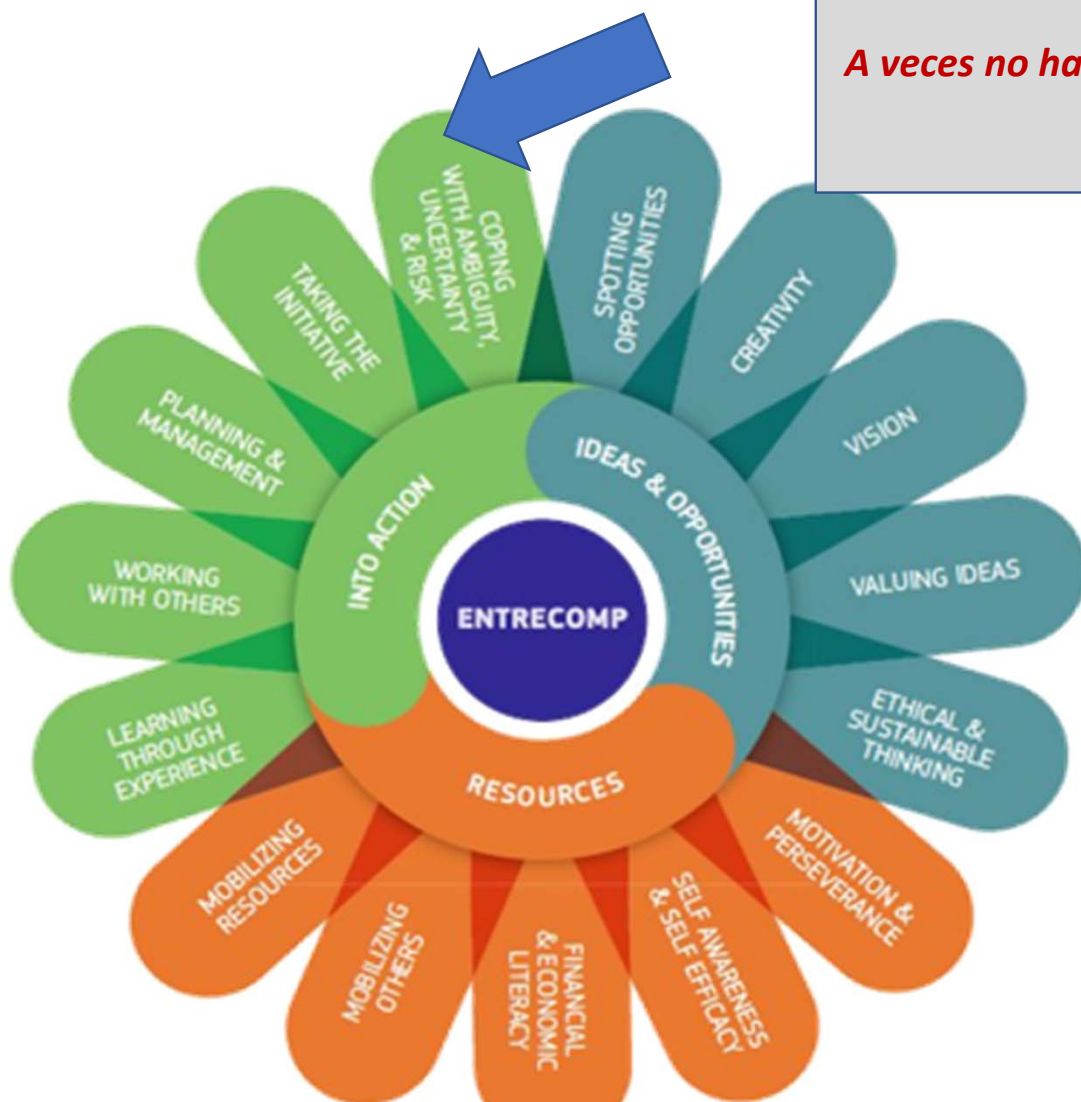 A veces no ha
COPING
WITH AMBIGUITY,
UNCERTAINTY
& RISK
SPOTTING
OPPORTUNITIES
CREATIVITY
VISION
VALUING IDEAS
ETHICAL &
SUSTAINABLE
THINKING
MOTIVATION &
PERSEVERANCE
SELF AWARENESS
& SELF EFFICACY
FINANCIAL
& ECONOMIC
LITERACY
MOBILIZING
OTHERS
MOBILIZING
RESOURCES
LEARNING
THROUGH
EXPERIENCE
WORKING
WITH OTHERS
PLANNING &
MANAGEMENT
TAKING THE
INITIATIVE
INTO ACTION
IDEAS & OPPORTUNITIES
RESOURCES
ENTRECOMP